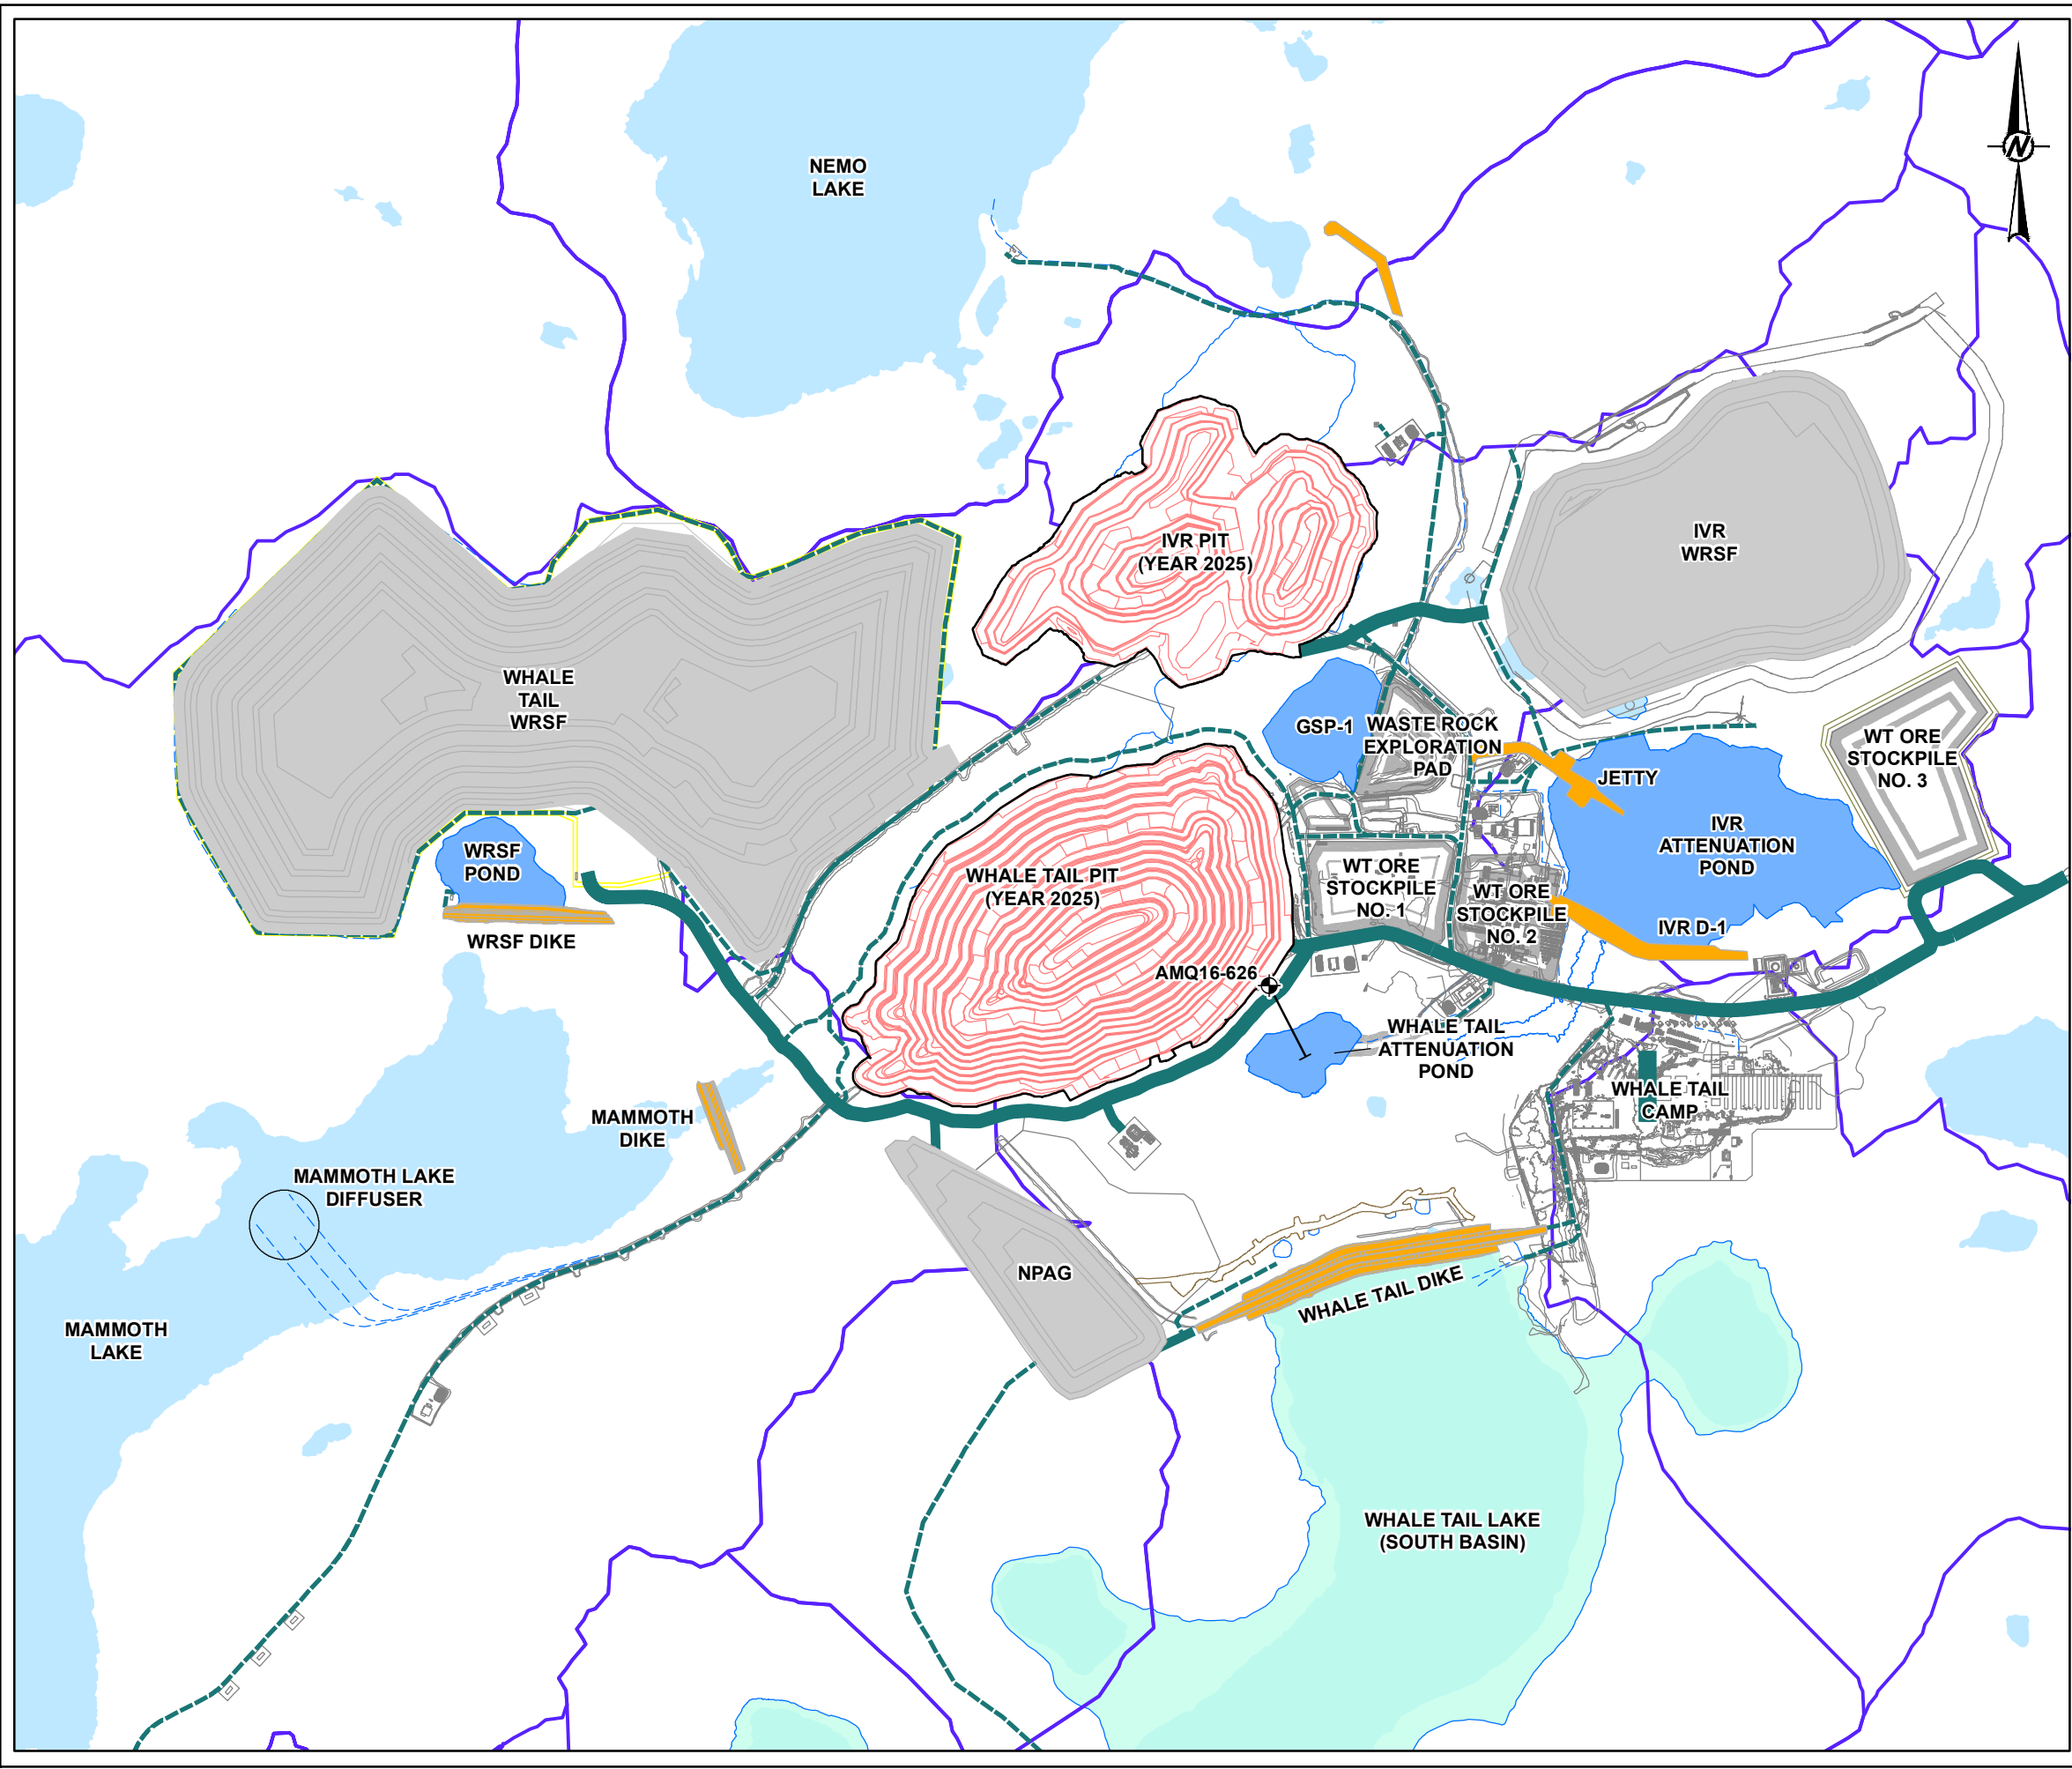 NEMO
LAKE
N
IVR PIT
(YEAR 2025)
IVR
WRSF
WHALE
TAIL
WRSF
GSP-1
WASTE ROCK
EXPLORATION
PAD
JETTY
WT ORE
STOCKPILE
NO. 3
IVR
ATTENUATION
POND
WRSF
POND
WHALE TAIL PIT
(YEAR 2025)
WT ORE
STOCKPILE
NO. 1
WT ORE
STOCKPILE
NO. 2
IVR D-1
WRSF DIKE
AMQ16-626
WHALE TAIL
ATTENUATION
POND
WHALE TAIL
CAMP
MAMMOTH
DIKE
MAMMOTH LAKE
DIFFUSER
NPAG
WHALE TAIL DIKE
MAMMOTH
LAKE
WHALE TAIL LAKE
(SOUTH BASIN)